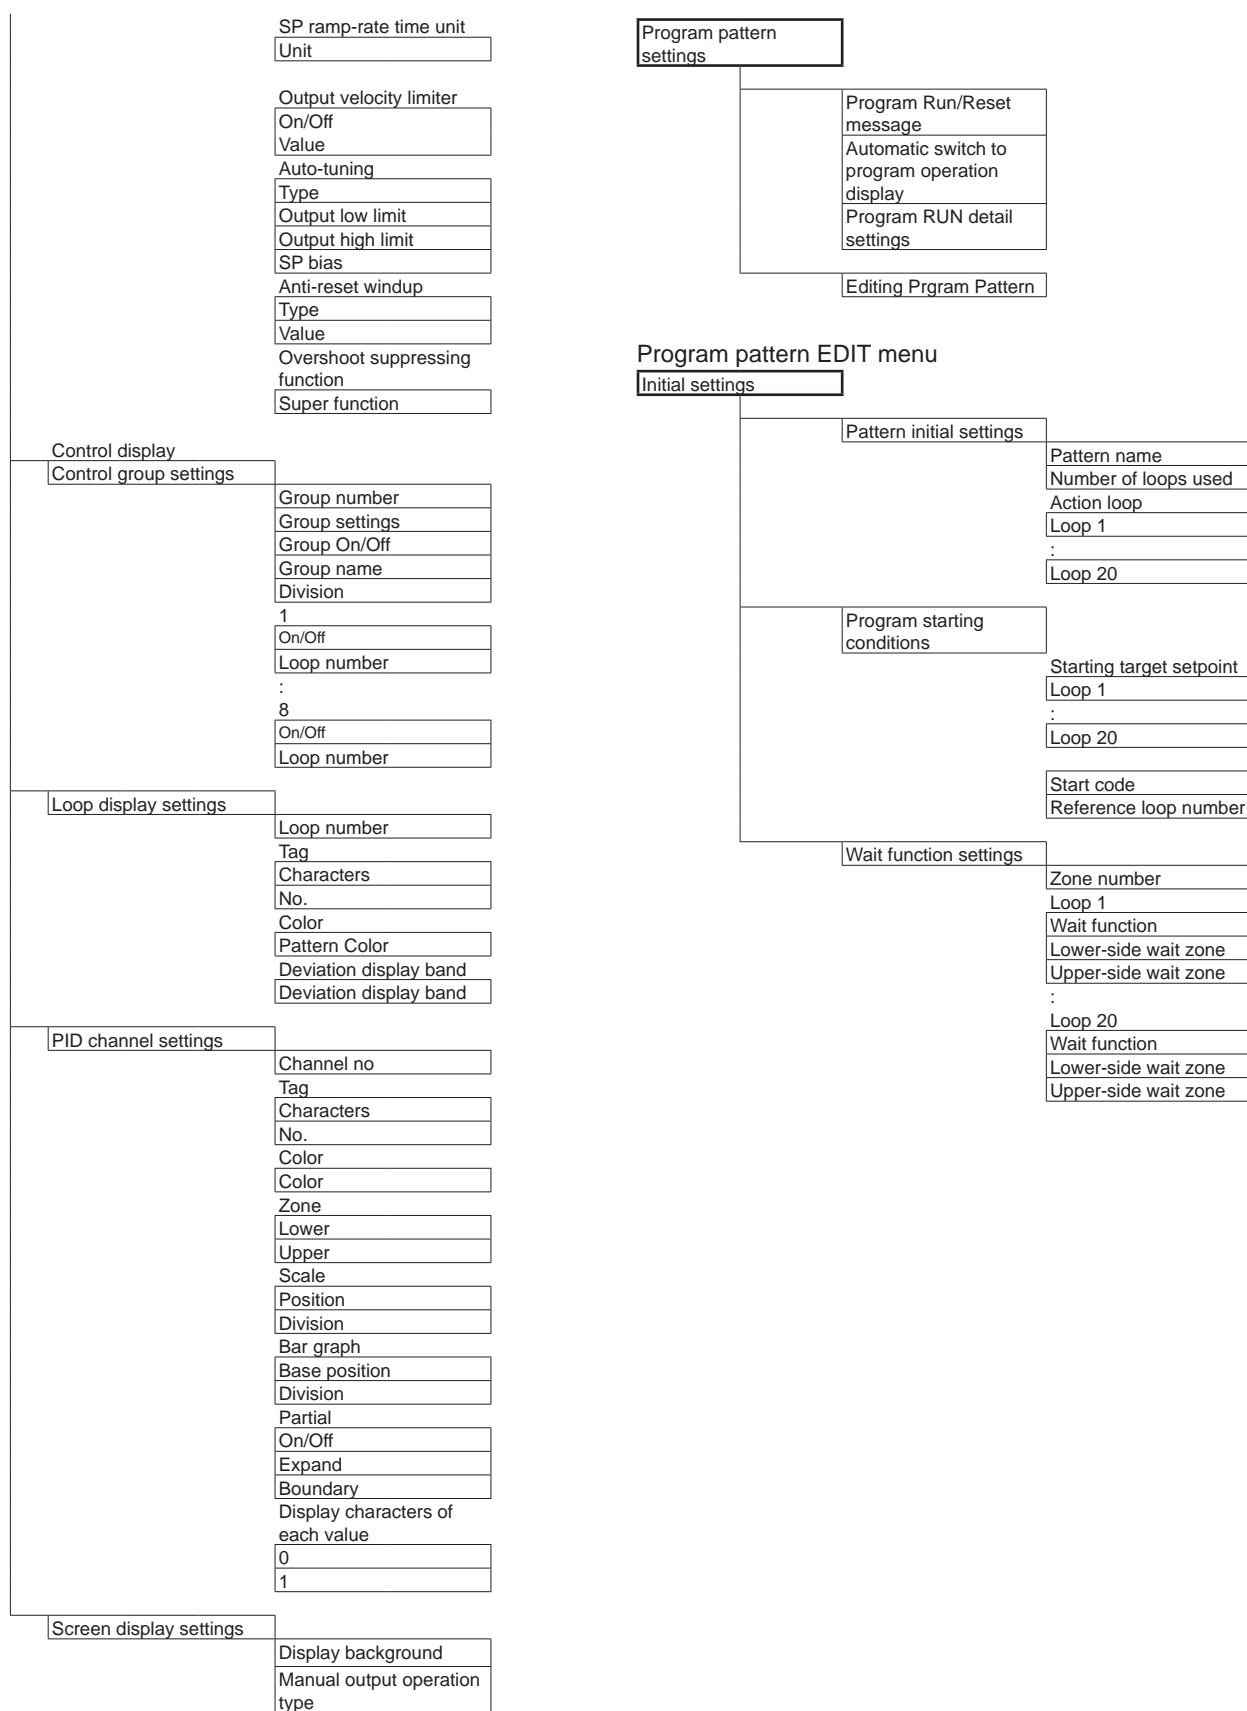 SP ramp-rate time unit
Unit
Output velocity limiter
On/Off
Value
Auto-tuning
Type
Output low limit
Output high limit
SP bias
Anti-reset windup
Type
Value
Overshoot suppressing
function
Super function
Control display
Control group settings
Group number
Group settings
Group On/Off
Group name
Division
1
On/Off
Loop number
:
8
On/Off
Loop number
Loop display settings
Loop number
Tag
Characters
No.
Color
Pattern Color
Deviation display band
Deviation display band
PID channel settings
Channel no
Tag
Characters
No.
Color
Color
Zone
Lower
Upper
Scale
Position
Division
Bar graph
Base position
Division
Partial
On/Off
Expand
Boundary
Display characters of
each value
0
1
Screen display settings
Display background
Manual output operation
type
Program pattern
settings
Program Run/Reset
message
Automatic switch to
program operation
display
Program RUN detail
settings
Editing Prgram Pattern
Program pattern EDIT menu
Initial settings
Pattern initial settings
Pattern name
Number of loops used
Action loop
Loop 1
:
Loop 20
Program starting
conditions
Starting target setpoint
Loop 1
:
Loop 20
Start code
Reference loop number
Wait function settings
Zone number
Loop 1
Wait function
Lower-side wait zone
Upper-side wait zone
:
Loop 20
Wait function
Lower-side wait zone
Upper-side wait zone